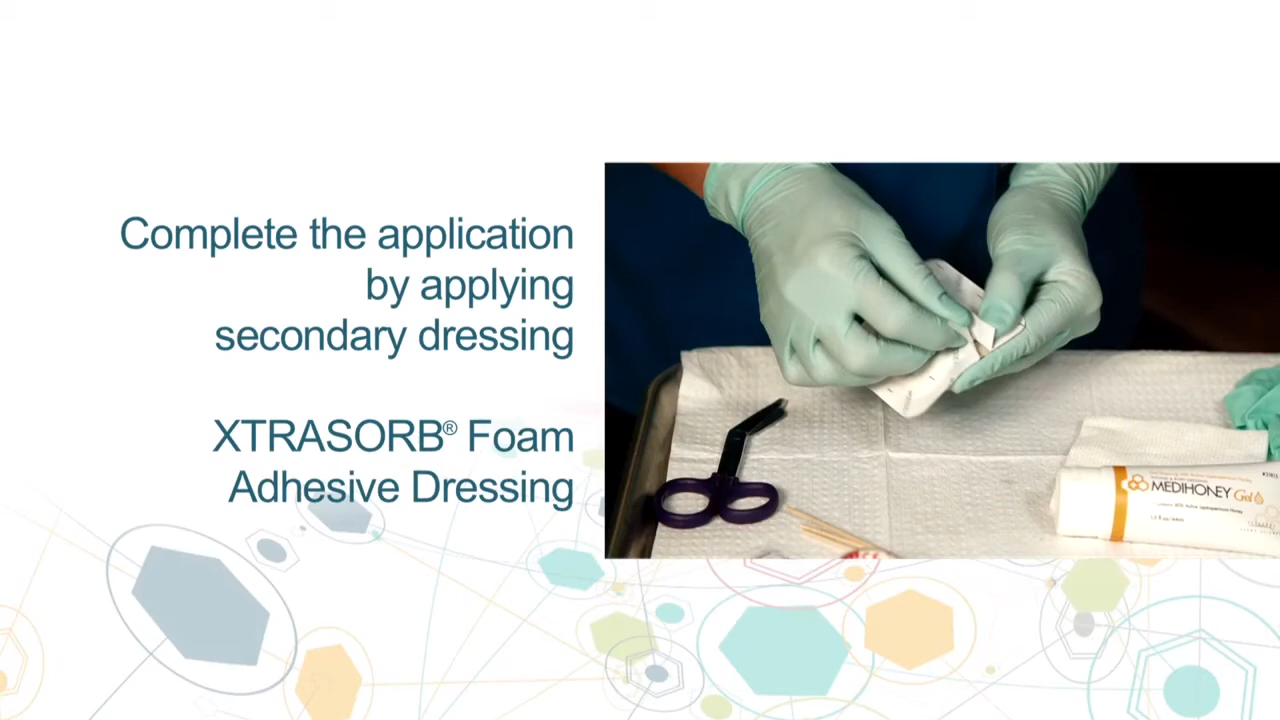 Complete the application
by applying
secondary dressing
XTRASORB® Foam
Adhesive Dressing
MEDIHONEY Gel